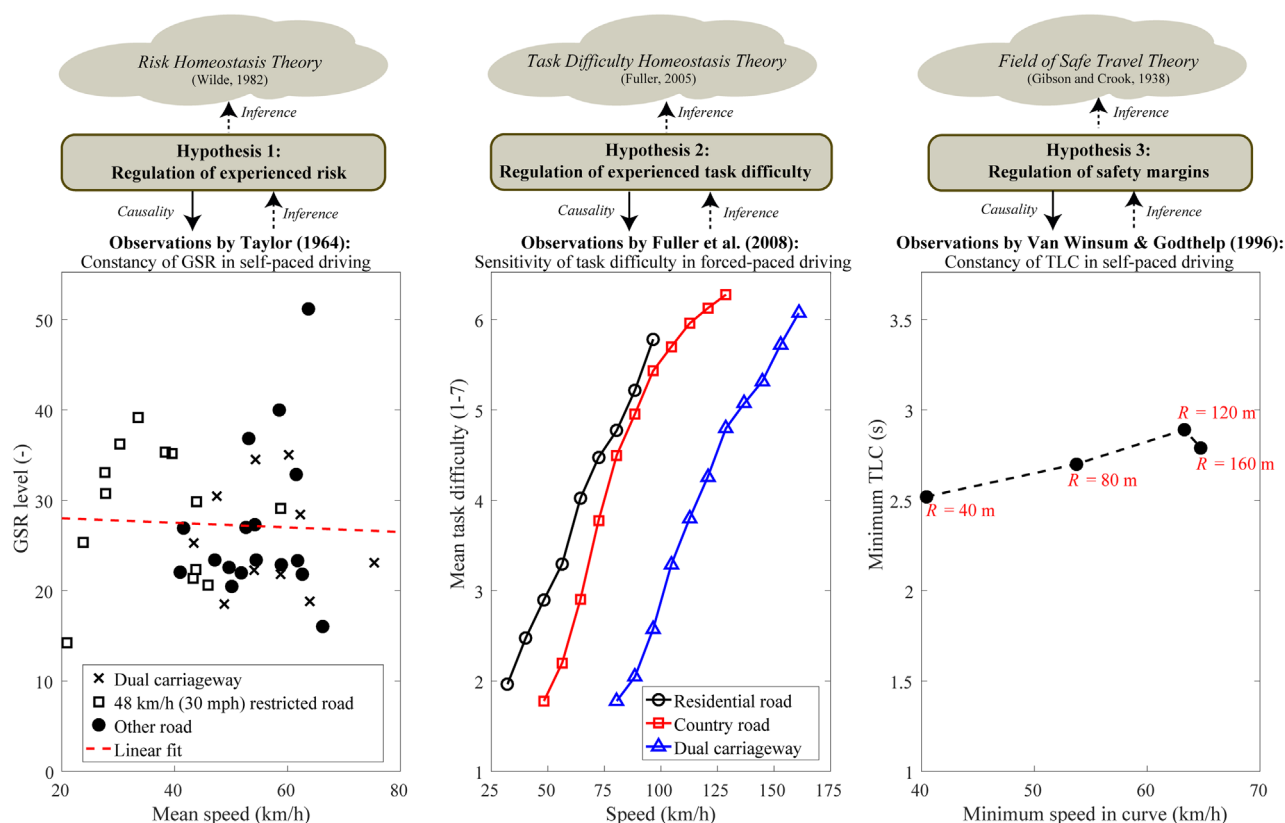 Risk Homeostasis Theory
(Wilde, 1982)
Inference
Hypothesis 1:
Regulation of experienced risk
Causality
Inference
Observations by Taylor (1964):
Constancy of GSR in self-paced driving
GSR level (-)
50
40
30
20
10
0
Dual carriageway
48 km/h (30 mph) restricted road
Other road
Linear fit
20
40
60
80
Mean speed (km/h)
Task Difficulty Homeostasis Theory
(Fuller, 2005)
Inference
Hypothesis 2:
Regulation of experienced task difficulty
Causality
Inference
Observations by Fuller et al. (2008):
Sensitivity of task difficulty in forced-paced driving
Mean task difficulty (1-7)
6
5
4
3
2
1
Residential road
Country road
Dual carriageway
25
50
75
100
125
150
175
Speed (km/h)
Field of Safe Travel Theory
(Gibson and Crook, 1938)
Inference
Hypothesis 3:
Regulation of safety margins
Causality
Inference
Observations by Van Winsum & Godthelp (1996):
Constancy of TLC in self-paced driving
Minimum TLC (s)
3.5
3
2.5
2
1.5
1
R = 120 m
R = 160 m
R = 80 m
R = 40 m
40
50
60
70
Minimum speed in curve (km/h)